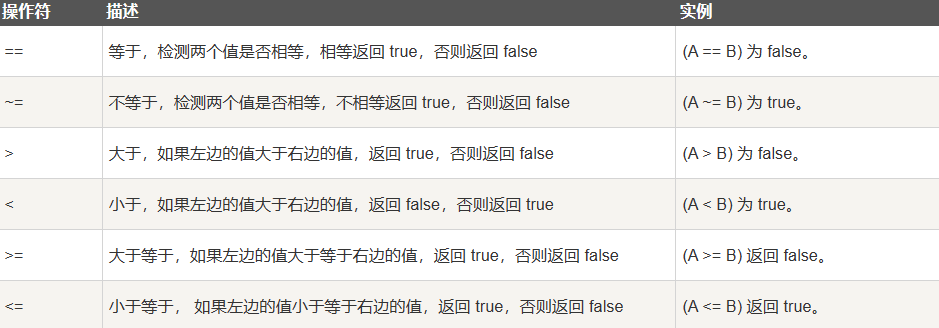 操作符 描述 实例
== 等于，检测两个值是否相等，相等返回 true，否则返回 false (A == B) 为 false。
~= 不等于，检测两个值是否相等，不相等返回 true，否则返回 false (A ~= B) 为 true。
> 大于，如果左边的值大于右边的值，返回 true，否则返回 false (A > B) 为 false。
< 小于，如果左边的值大于右边的值，返回 false，否则返回 true (A < B) 为 true。
>= 大于等于，如果左边的值大于等于右边的值，返回 true，否则返回 false (A >= B) 返回 false。
<= 小于等于， 如果左边的值小于等于右边的值，返回 true，否则返回 false (A <= B) 返回 true。